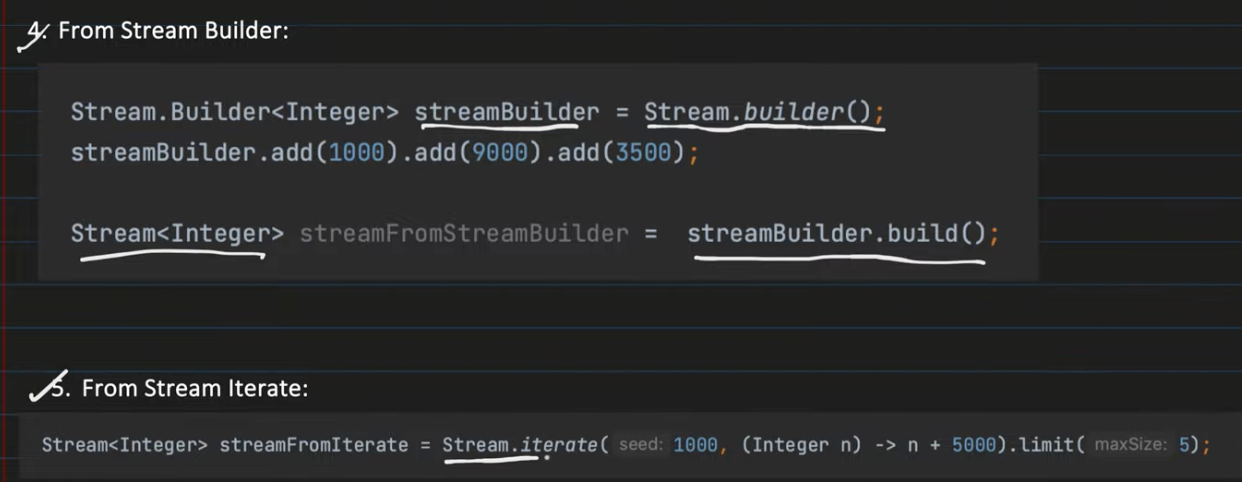 4. From Stream Builder:
Stream.Builder<Integer> streamBuilder = Stream.builder();
streamBuilder.add(1000).add(9000).add(3500);
Stream<Integer> streamFromStreamBuilder = streamBuilder.build();
5. From Stream Iterate:
Stream<Integer> streamFromIterate = Stream.iterate( seed: 1000, (Integer n) -> n + 5000).limit( maxSize: 5);